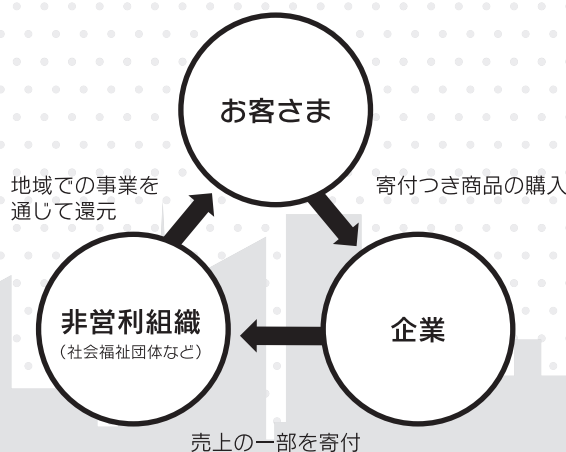 お客さま
地域での事業を
通じて還元
寄付つき商品の購入
非営利組織
（社会福祉団体など）
企業
売上の一部を寄付